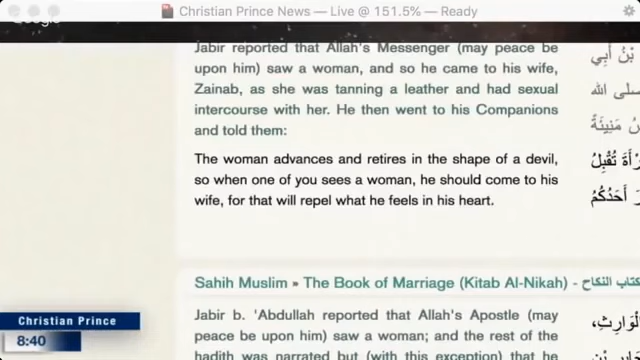 Christian Prince News — Live @ 151.5% — Ready
Google
Jabir reported that Allah's Messenger (may peace be
upon him) saw a woman, and so he came to his wife,
Zainab, as she was tanning a leather and had sexual
intercourse with her. He then went to his Companions
and told them:
The woman advances and retires in the shape of a devil,
so when one of you sees a woman, he should come to his
wife, for that will repel what he feels in his heart.
بْنُ أَبِي
صلى الله
تُقْبِلُ
أَحَدُكُمُ
Sahih Muslim » The Book of Marriage (Kitab Al-Nikah) - كتاب النكاح
Jabir b. 'Abdullah reported that Allah's Apostle (may
peace be upon him) saw a woman; and the rest of the
hadith was narrated but (with this exception) that he
Christian Prince
8:40